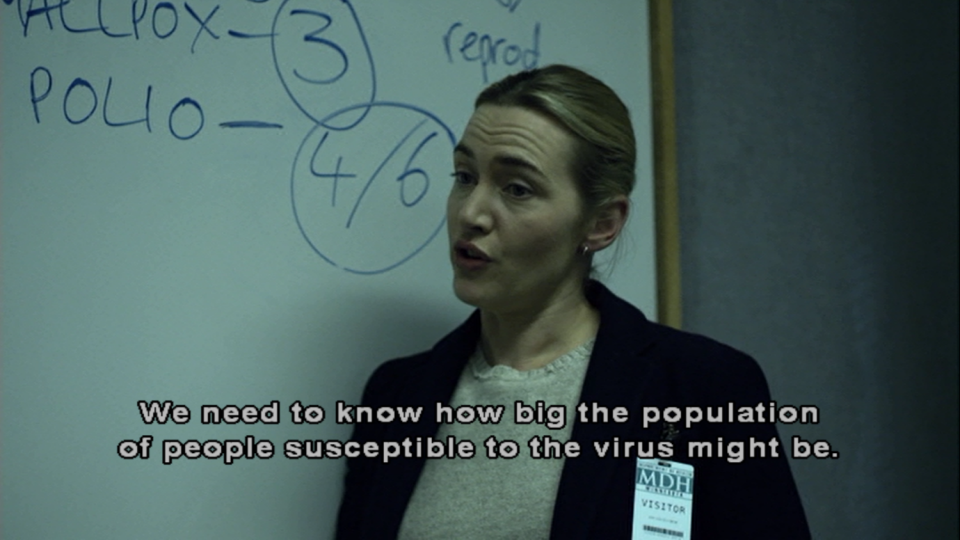 ALLPOX — 3
reprod
POLIO — 4/6
We need to know how big the population
of people susceptible to the virus might be.
MDH
MINNESOTA
VISITOR